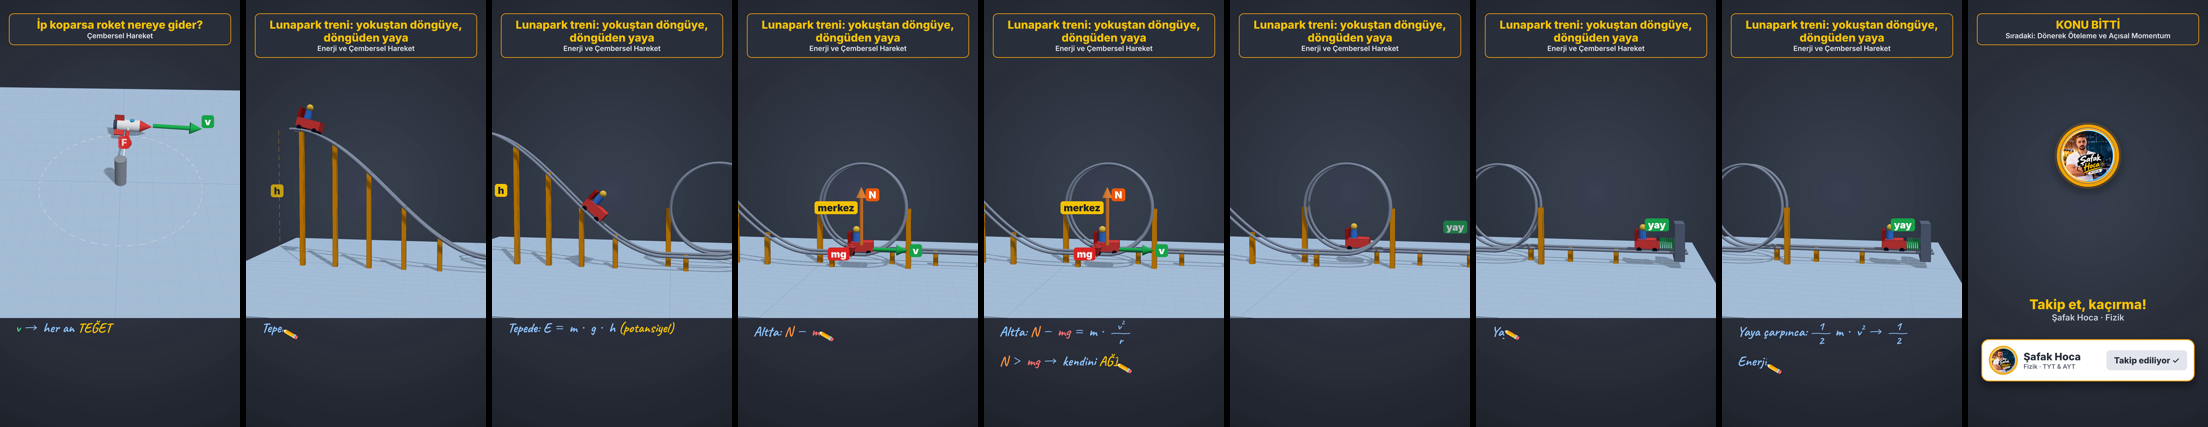 İp koparsa roket nereye gider?
Çembersel Hareket
v
F
v → her an TEĞET
Lunapark treni: yokuştan döngüye,
döngüden yaya
Enerji ve Çembersel Hareket
h
Tepe
Lunapark treni: yokuştan döngüye,
döngüden yaya
Enerji ve Çembersel Hareket
h
Tepede: E = m · g · h (potansiyel)
Lunapark treni: yokuştan döngüye,
döngüden yaya
Enerji ve Çembersel Hareket
N
merkez
v
mg
Altta: N − m
Lunapark treni: yokuştan döngüye,
döngüden yaya
Enerji ve Çembersel Hareket
N
merkez
v
mg
Altta: N − mg = m · v²/r
N > mg → kendini AĞI
Lunapark treni: yokuştan döngüye,
döngüden yaya
Enerji ve Çembersel Hareket
yay
Lunapark treni: yokuştan döngüye,
döngüden yaya
Enerji ve Çembersel Hareket
yay
Ya
Lunapark treni: yokuştan döngüye,
döngüden yaya
Enerji ve Çembersel Hareket
yay
Yaya çarpınca: 1/2 m · v² → 1/2
Enerji
KONU BİTTİ
Sıradaki: Dönerek Öteleme ve Açısal Momentum
Şafak Hoca
Takip et, kaçırma!
Şafak Hoca · Fizik
Şafak Hoca
Fizik · TYT & AYT
Takip ediliyor ✓